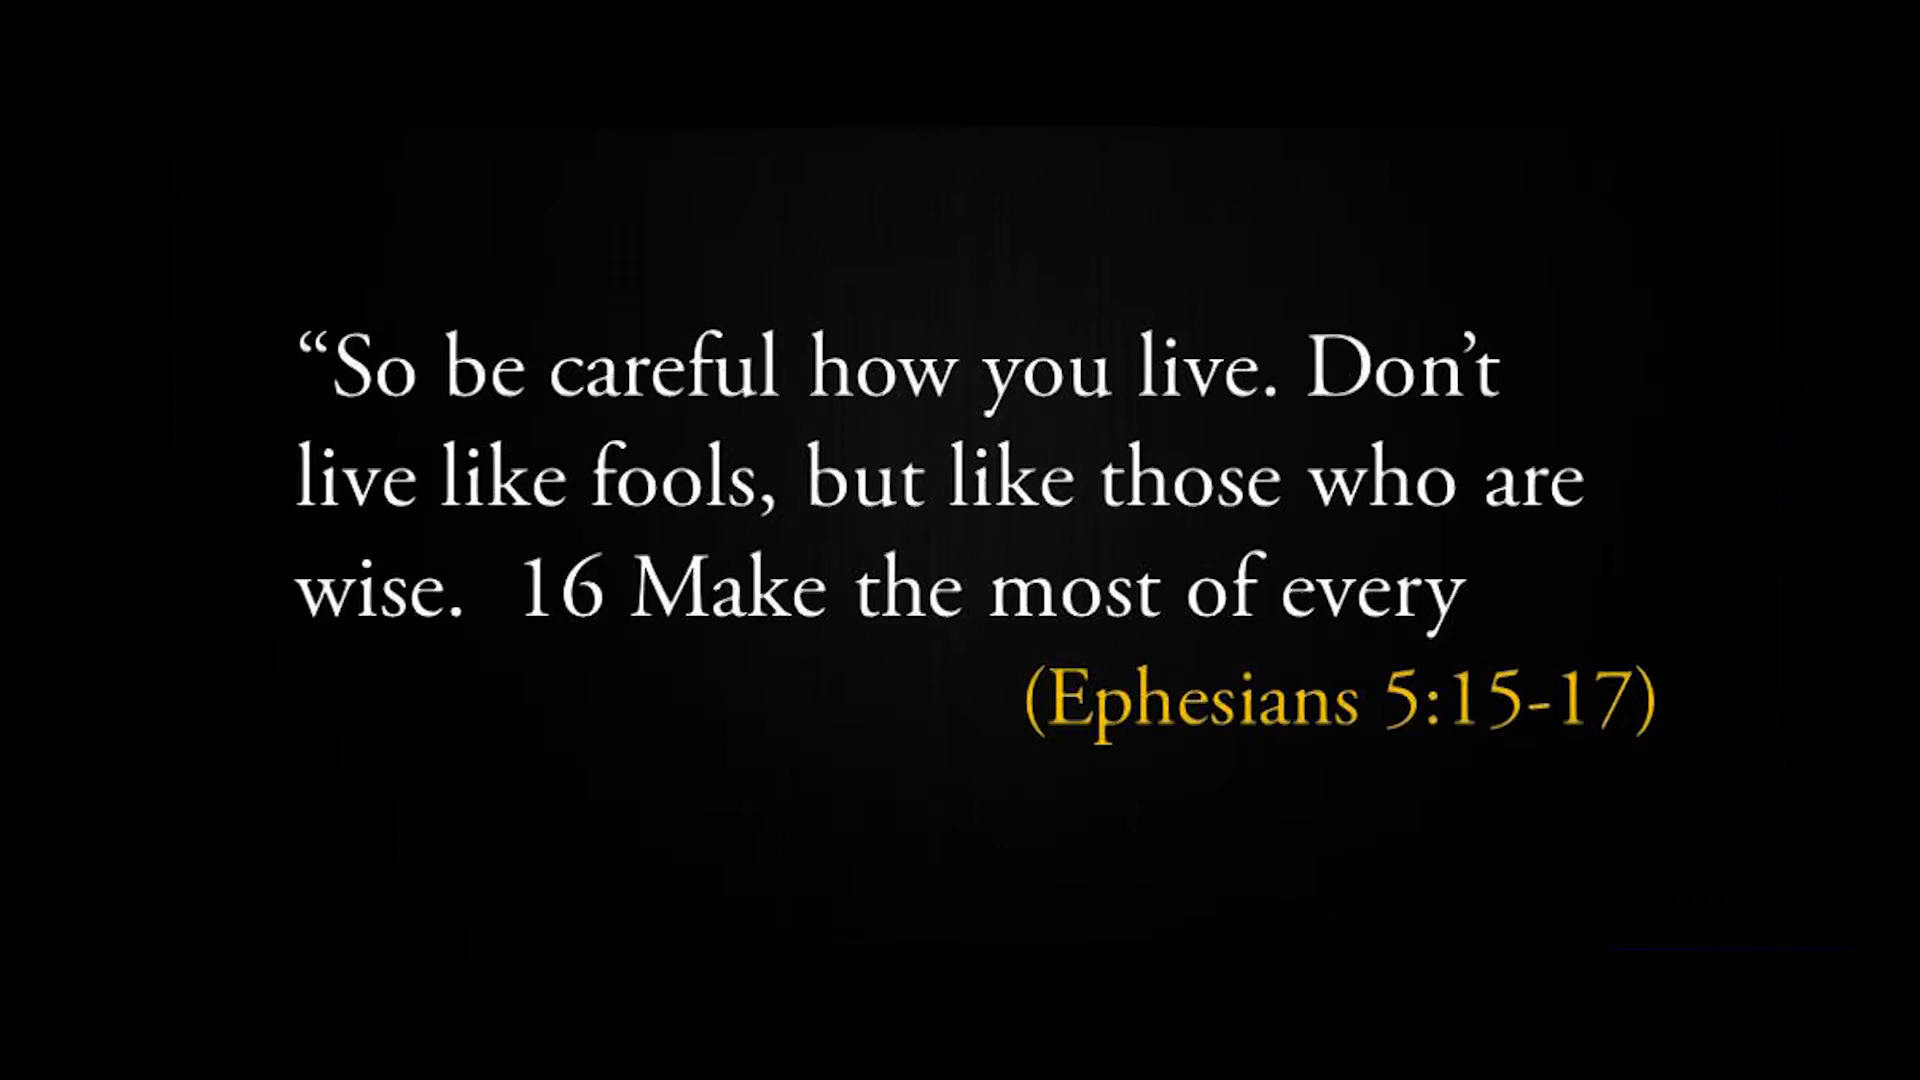 “So be careful how you live. Don’t
live like fools, but like those who are
wise.  16 Make the most of every
(Ephesians 5:15-17)